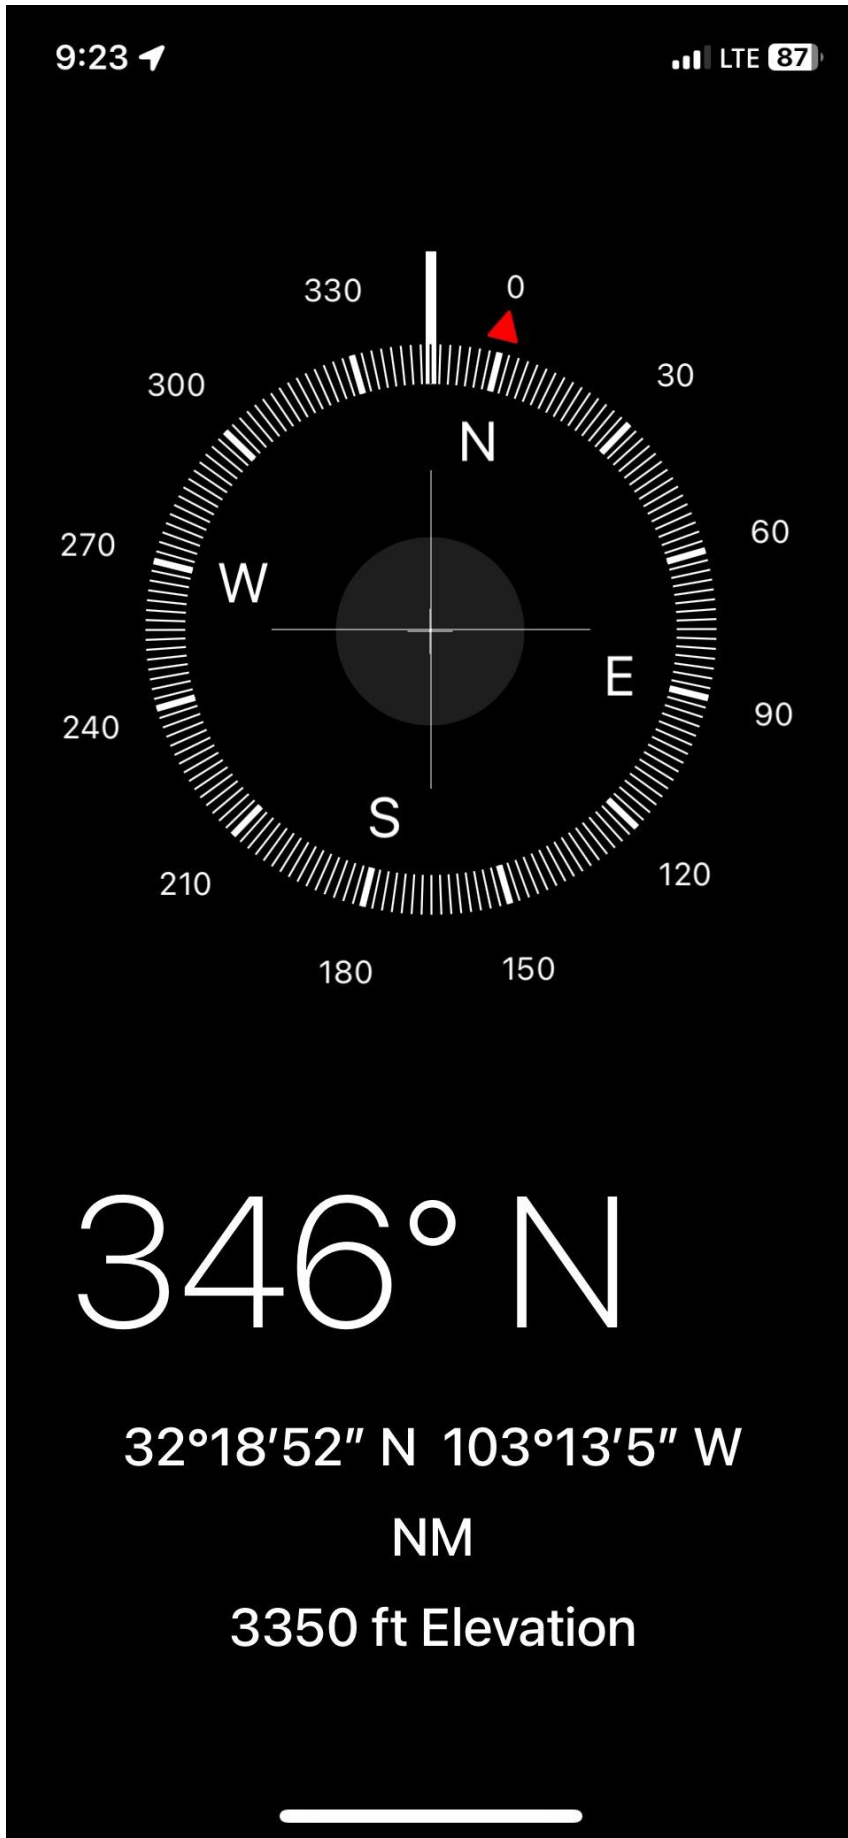 9:23 LTE 87
330 0
300 30
N
270 60
W
E
240 90
S
210 120
180 150
346° N
32°18′52″ N 103°13′5″ W
NM
3350 ft Elevation